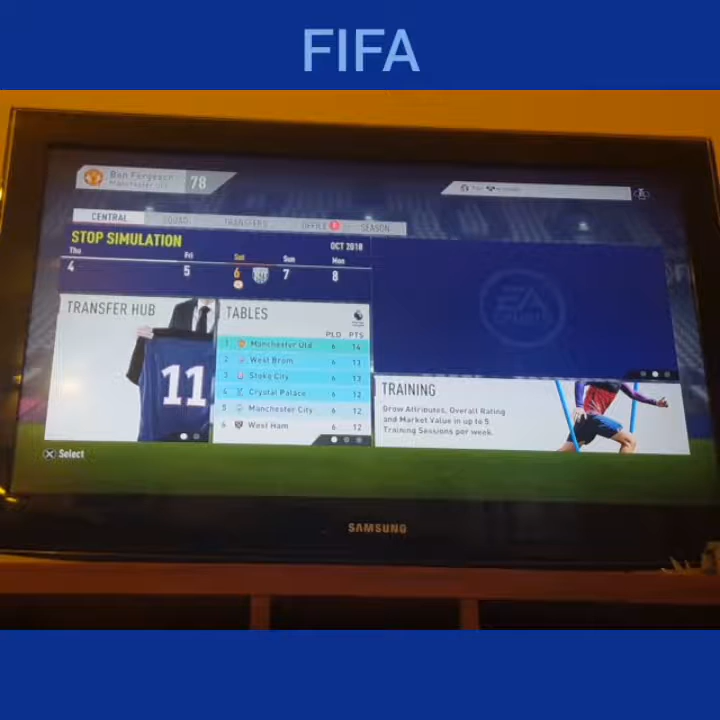 FIFA
Ben Ferguson 78
Manchester Utd
CENTRAL SQUAD TRANSFERS OFFICE SEASON
STOP SIMULATION OCT 2018
Thu Fri Sat Sun Mon
4 5 6 7 8
TRANSFER HUB
11
TABLES
PLD PTS
1 Manchester Utd 6 14
2 West Brom 6 13
3 Stoke City 6 13
4 Crystal Palace 6 12
5 Manchester City 6 12
6 West Ham 6 12
EA
SPORTS
TRAINING
Grow Attributes, Overall Rating
and Market Value in up to 5
Training Sessions per week.
Select
SAMSUNG